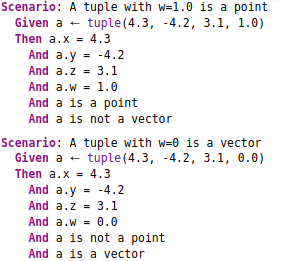 Scenario: A tuple with w=1.0 is a point
Given a ← tuple(4.3, -4.2, 3.1, 1.0)
Then a.x = 4.3
And a.y = -4.2
And a.z = 3.1
And a.w = 1.0
And a is a point
And a is not a vector
Scenario: A tuple with w=0 is a vector
Given a ← tuple(4.3, -4.2, 3.1, 0.0)
Then a.x = 4.3
And a.y = -4.2
And a.z = 3.1
And a.w = 0.0
And a is not a point
And a is a vector